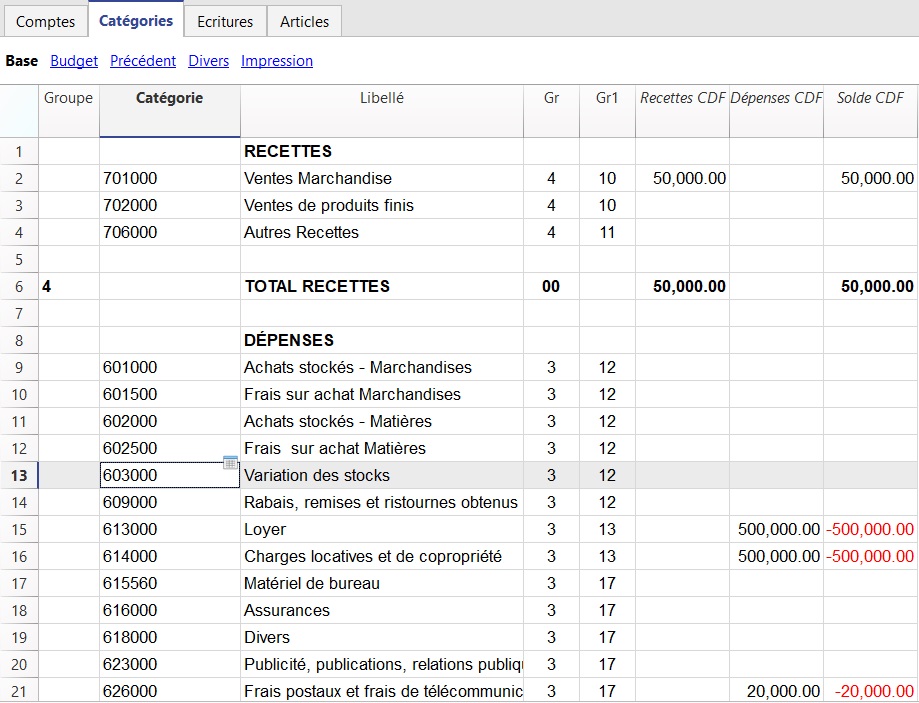 Comptes Catégories Ecritures Articles
Base Budget Précédent Divers Impression
Groupe Catégorie Libellé Gr Gr1 Recettes CDF Dépenses CDF Solde CDF
1 RECETTES
2 701000 Ventes Marchandise 4 10 50,000.00 50,000.00
3 702000 Ventes de produits finis 4 10
4 706000 Autres Recettes 4 11
5
6 4 TOTAL RECETTES 00 50,000.00 50,000.00
7
8 DÉPENSES
9 601000 Achats stockés - Marchandises 3 12
10 601500 Frais sur achat Marchandises 3 12
11 602000 Achats stockés - Matières 3 12
12 602500 Frais  sur achat Matières 3 12
13 603000 Variation des stocks 3 12
14 609000 Rabais, remises et ristournes obtenus 3 12
15 613000 Loyer 3 13 500,000.00 -500,000.00
16 614000 Charges locatives et de copropriété 3 13 500,000.00 -500,000.00
17 615560 Matériel de bureau 3 17
18 616000 Assurances 3 17
19 618000 Divers 3 17
20 623000 Publicité, publications, relations publiq 3 17
21 626000 Frais postaux et frais de télécommunic 3 17 20,000.00 -20,000.00